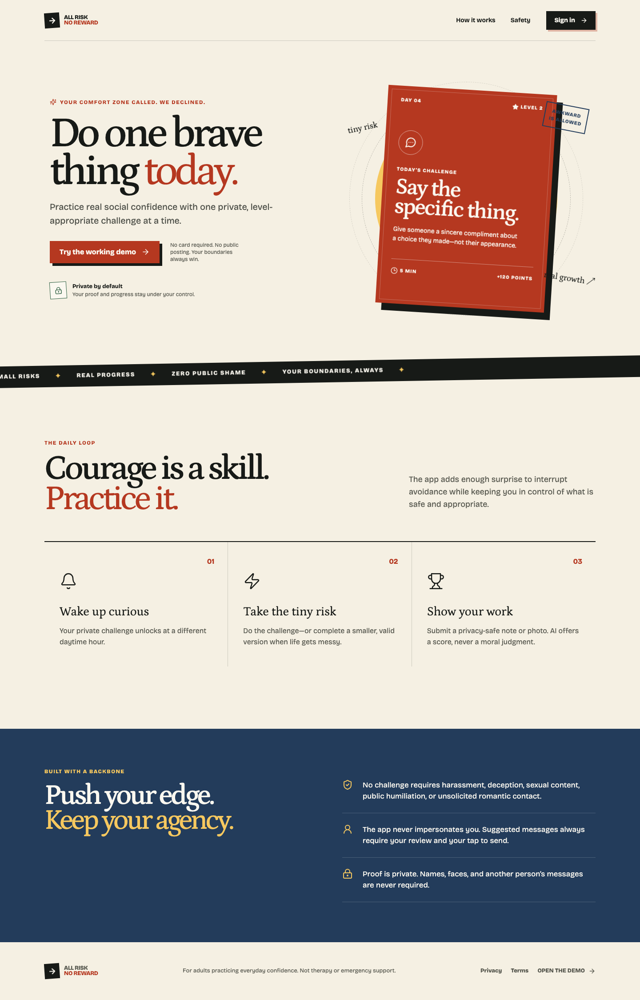 ALL RISK
NO REWARD
How it works
Safety
Sign in
YOUR COMFORT ZONE CALLED. WE DECLINED.
Do one brave
thing today.
Practice real social confidence with one private, level-
appropriate challenge at a time.
Try the working demo
No card required. No public
posting. Your boundaries
always win.
Private by default
Your proof and progress stay under your control.
tiny risk
DAY 04
LEVEL 2
AWKWARD
IS ALLOWED
TODAY'S CHALLENGE
Say the
specific thing.
Give someone a sincere compliment about
a choice they made—not their appearance.
5 MIN
+120 POINTS
growth
MALL RISKS ✦ REAL PROGRESS ✦ ZERO PUBLIC SHAME ✦ YOUR BOUNDARIES, ALWAYS ✦
THE DAILY LOOP
Courage is a skill.
Practice it.
The app adds enough surprise to interrupt
avoidance while keeping you in control of what is
safe and appropriate.
01
Wake up curious
Your private challenge unlocks at a different
daytime hour.
02
Take the tiny risk
Do the challenge—or complete a smaller, valid
version when life gets messy.
03
Show your work
Submit a privacy-safe note or photo. AI offers
a score, never a moral judgment.
BUILT WITH A BACKBONE
Push your edge.
Keep your agency.
No challenge requires harassment, deception, sexual content,
public humiliation, or unsolicited romantic contact.
The app never impersonates you. Suggested messages always
require your review and your tap to send.
Proof is private. Names, faces, and another person's messages
are never required.
ALL RISK
NO REWARD
For adults practicing everyday confidence. Not therapy or emergency support.
Privacy
Terms
OPEN THE DEMO